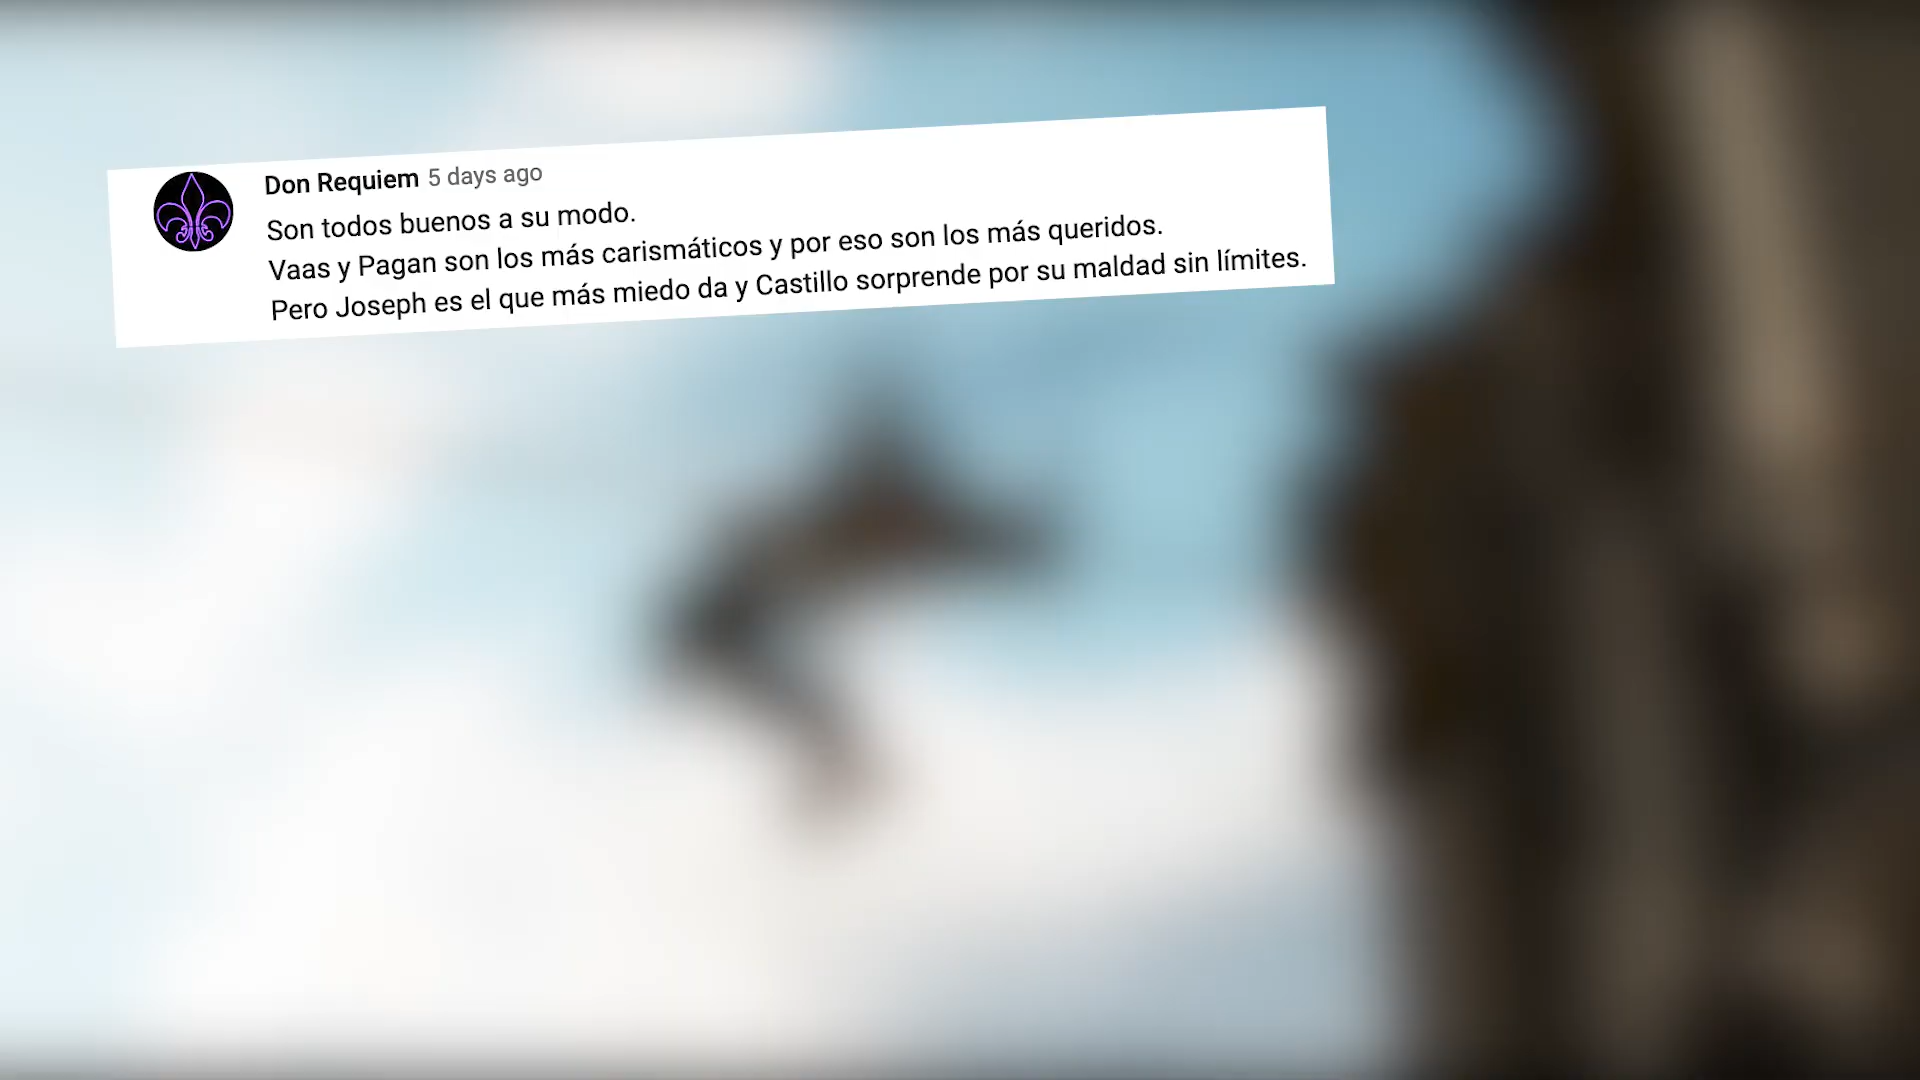 Don Requiem 5 days ago
Son todos buenos a su modo.
Vaas y Pagan son los más carismáticos y por eso son los más queridos.
Pero Joseph es el que más miedo da y Castillo sorprende por su maldad sin límites.